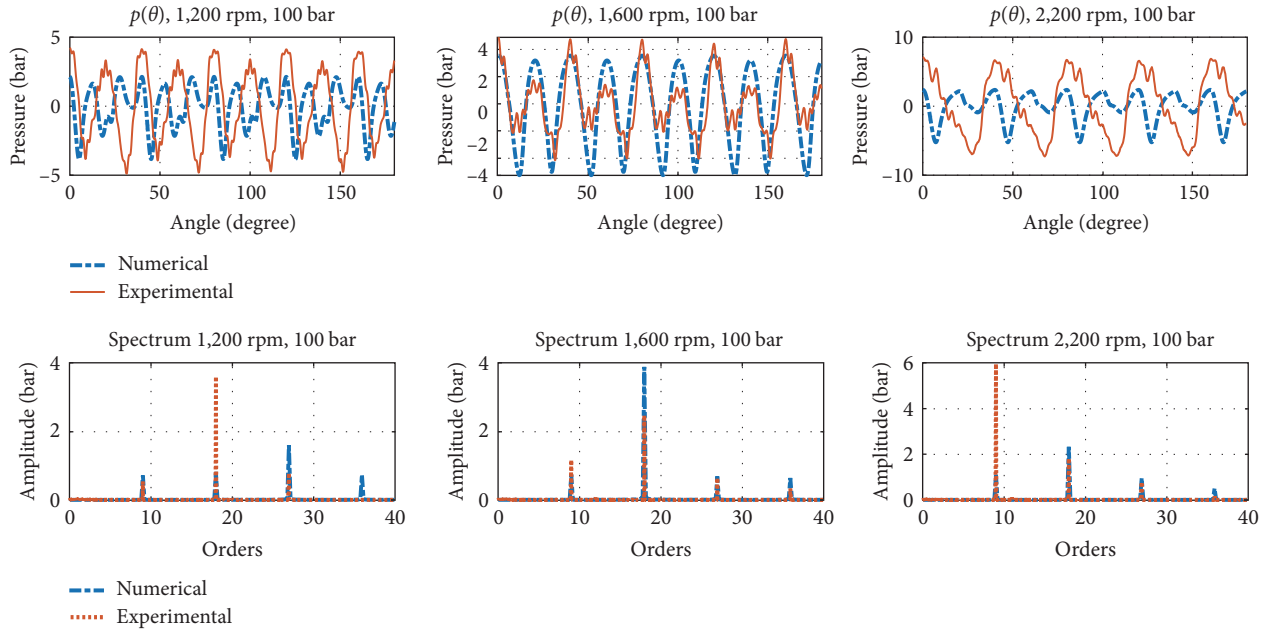 p(θ), 1,200 rpm, 100 bar
Pressure (bar)
5
0
−5
0 50 100 150
Angle (degree)
p(θ), 1,600 rpm, 100 bar
Pressure (bar)
4
2
0
−2
−4
0 50 100 150
Angle (degree)
p(θ), 2,200 rpm, 100 bar
Pressure (bar)
10
0
−10
0 50 100 150
Angle (degree)
Numerical
Experimental
Spectrum 1,200 rpm, 100 bar
Amplitude (bar)
4
2
0
0 10 20 30 40
Orders
Spectrum 1,600 rpm, 100 bar
Amplitude (bar)
4
2
0
0 10 20 30 40
Orders
Spectrum 2,200 rpm, 100 bar
Amplitude (bar)
6
4
2
0
0 10 20 30 40
Orders
Numerical
Experimental